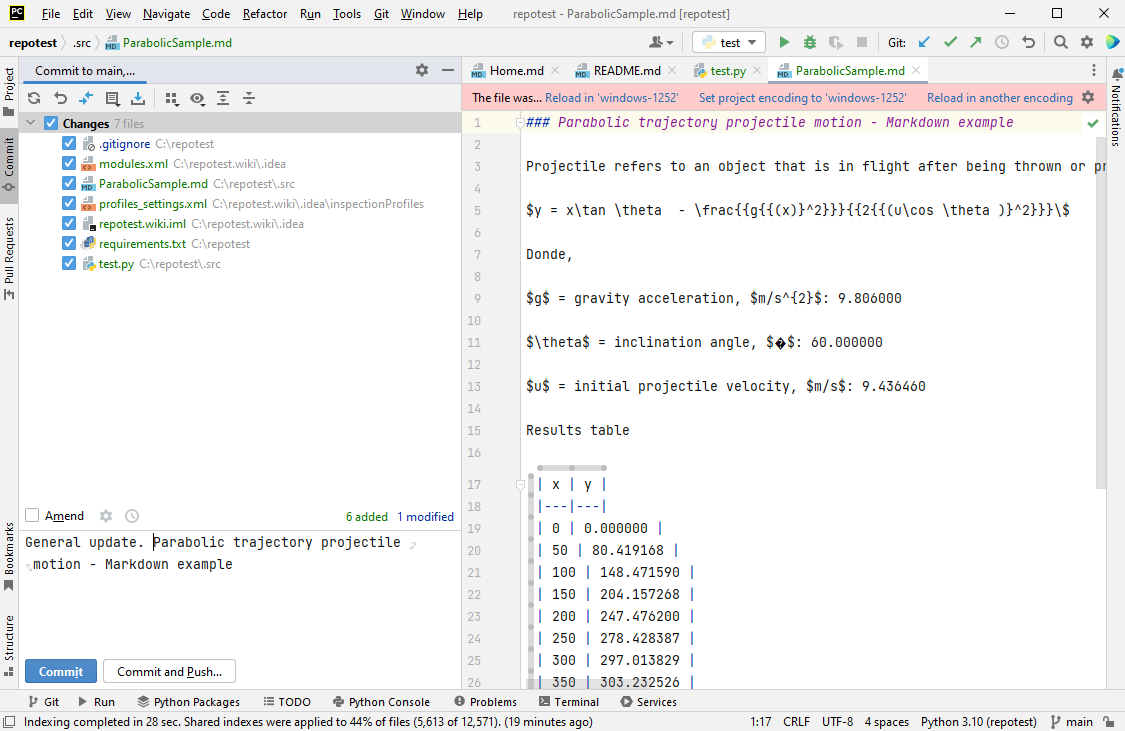 PC File Edit View Navigate Code Refactor Run Tools Git Window Help repotest - ParabolicSample.md [repotest]
repotest .src ParabolicSample.md test Git:
Project
Commit
Pull Requests
Bookmarks
Structure
Commit to main,...
Changes 7 files
.gitignore C:\repotest
modules.xml C:\repotest.wiki\.idea
ParabolicSample.md C:\repotest\.src
profiles_settings.xml C:\repotest.wiki\.idea\inspectionProfiles
repotest.wiki.iml C:\repotest.wiki\.idea
requirements.txt C:\repotest
test.py C:\repotest\.src
Amend 6 added 1 modified
General update. Parabolic trajectory projectile
motion - Markdown example
Commit Commit and Push...
Home.md README.md test.py ParabolicSample.md
The file was... Reload in 'windows-1252' Set project encoding to 'windows-1252' Reload in another encoding
1 ### Parabolic trajectory projectile motion - Markdown example
2
3 Projectile refers to an object that is in flight after being thrown or pr
4
5 $y = x\tan \theta  - \frac{{g{{(x)}^2}}}{{2{{(u\cos \theta )}^2}}}\$
6
7 Donde,
8
9 $g$ = gravity acceleration, $m/s^{2}$: 9.806000
10
11 $\theta$ = inclination angle, $�$: 60.000000
12
13 $u$ = initial projectile velocity, $m/s$: 9.436460
14
15 Results table
16
17 | x | y |
18 |---|---|
19 | 0 | 0.000000 |
20 | 50 | 80.419168 |
21 | 100 | 148.471590 |
22 | 150 | 204.157268 |
23 | 200 | 247.476200 |
24 | 250 | 278.428387 |
25 | 300 | 297.013829 |
26 | 350 | 303.232526 |
Notifications
Git Run Python Packages TODO Python Console Problems Terminal Services
Indexing completed in 28 sec. Shared indexes were applied to 44% of files (5,613 of 12,571). (19 minutes ago) 1:17 CRLF UTF-8 4 spaces Python 3.10 (repotest) main